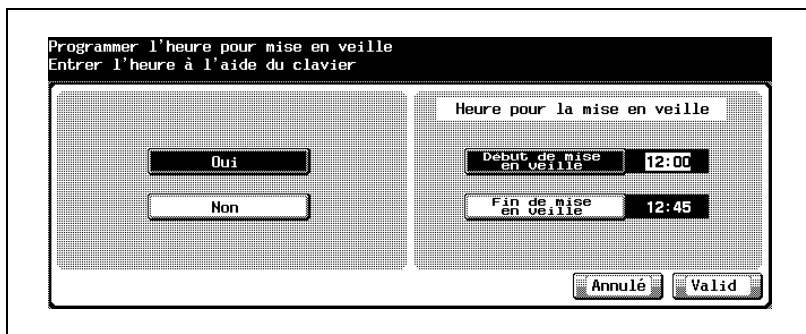 Programmer l'heure pour mise en veille
Entrer l'heure à l'aide du clavier
Heure pour la mise en veille
Oui
Début de mise
en veille
12:00
Non
Fin de mise
en veille
12:45
Annulé
Valid